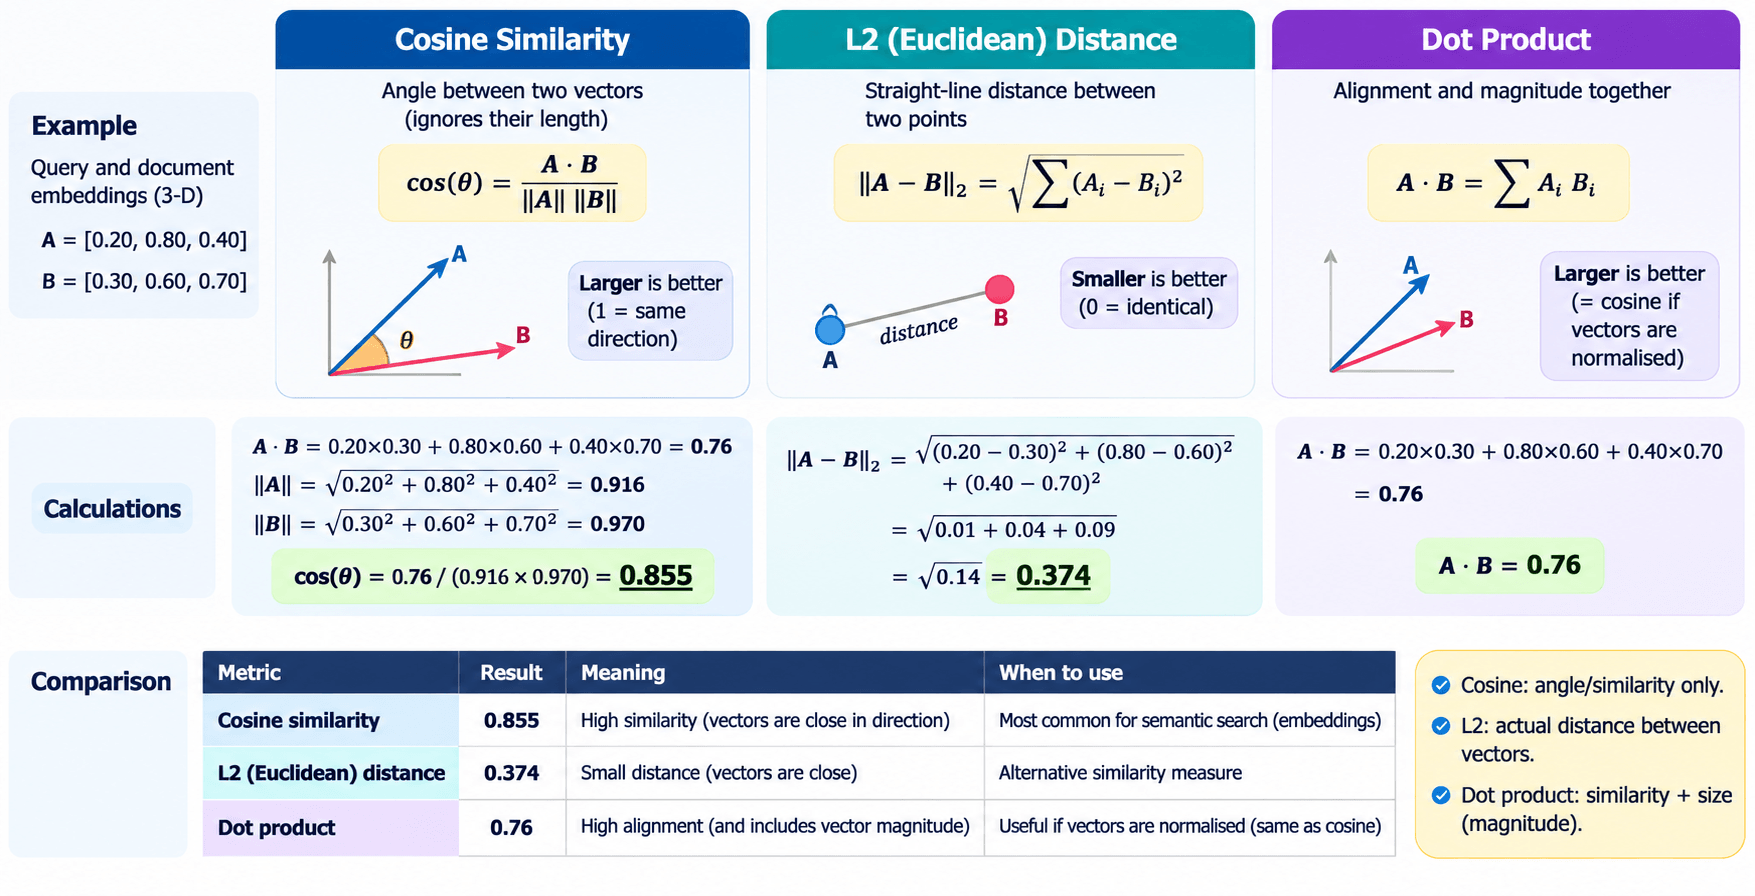 Cosine Similarity
Angle between two vectors
(ignores their length)
cos(θ) = A · B / ‖A‖ ‖B‖
A
θ
B
Larger is better
(1 = same
direction)
L2 (Euclidean) Distance
Straight-line distance between
two points
‖A − B‖₂ = √∑(Aᵢ − Bᵢ)²
A
distance
B
Smaller is better
(0 = identical)
Dot Product
Alignment and magnitude together
A · B = ∑ Aᵢ Bᵢ
A
B
Larger is better
(= cosine if
vectors are
normalised)
Example
Query and document
embeddings (3-D)
A = [0.20, 0.80, 0.40]
B = [0.30, 0.60, 0.70]
Calculations
A · B = 0.20×0.30 + 0.80×0.60 + 0.40×0.70 = 0.76
‖A‖ = √0.20² + 0.80² + 0.40² = 0.916
‖B‖ = √0.30² + 0.60² + 0.70² = 0.970
cos(θ) = 0.76 / (0.916 × 0.970) = 0.855
‖A − B‖₂ = √(0.20 − 0.30)² + (0.80 − 0.60)²
+ (0.40 − 0.70)²
= √0.01 + 0.04 + 0.09
= √0.14 = 0.374
A · B = 0.20×0.30 + 0.80×0.60 + 0.40×0.70
= 0.76
A · B = 0.76
Comparison
Metric Result Meaning When to use
Cosine similarity 0.855 High similarity (vectors are close in direction) Most common for semantic search (embeddings)
L2 (Euclidean) distance 0.374 Small distance (vectors are close) Alternative similarity measure
Dot product 0.76 High alignment (and includes vector magnitude) Useful if vectors are normalised (same as cosine)
Cosine: angle/similarity only.
L2: actual distance between
vectors.
Dot product: similarity + size
(magnitude).